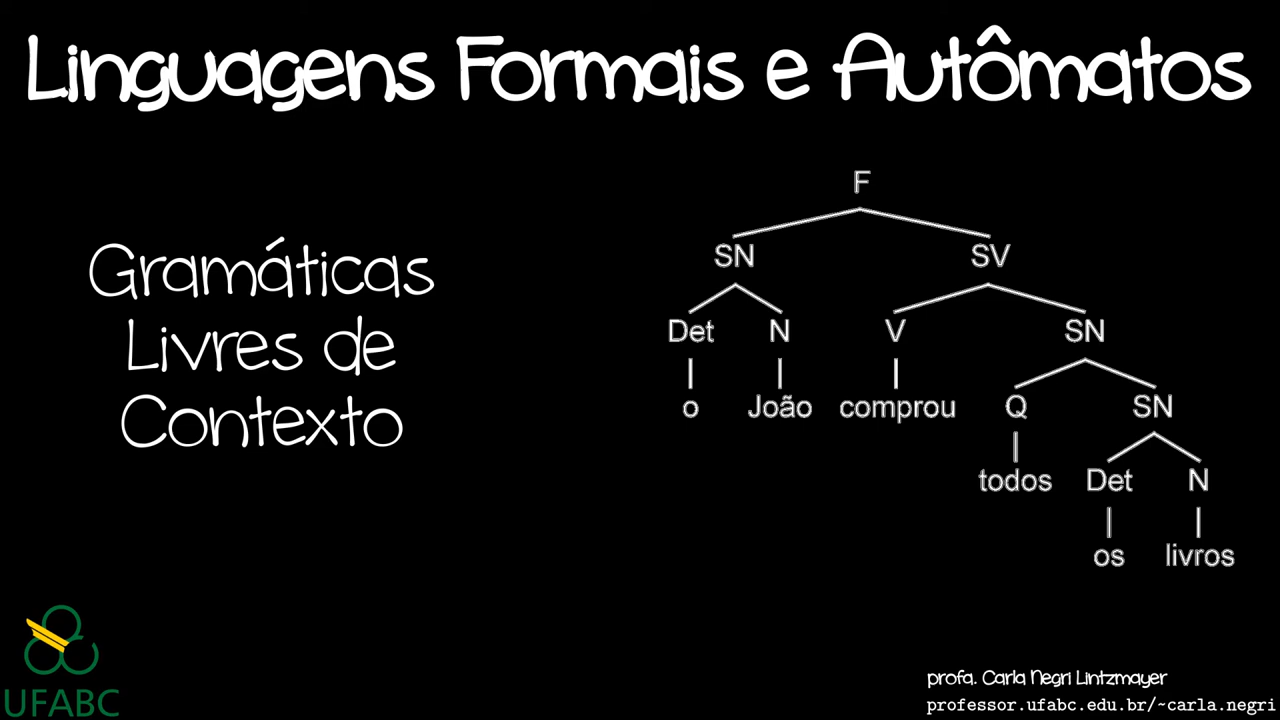 Linguagens Formais e Autômatos
Gramáticas
Livres de
Contexto
F
SN SV
Det N V SN
o João comprou Q SN
todos Det N
os livros
UFABC
profa. Carla Negri Lintzmayer
professor.ufabc.edu.br/~carla.negri